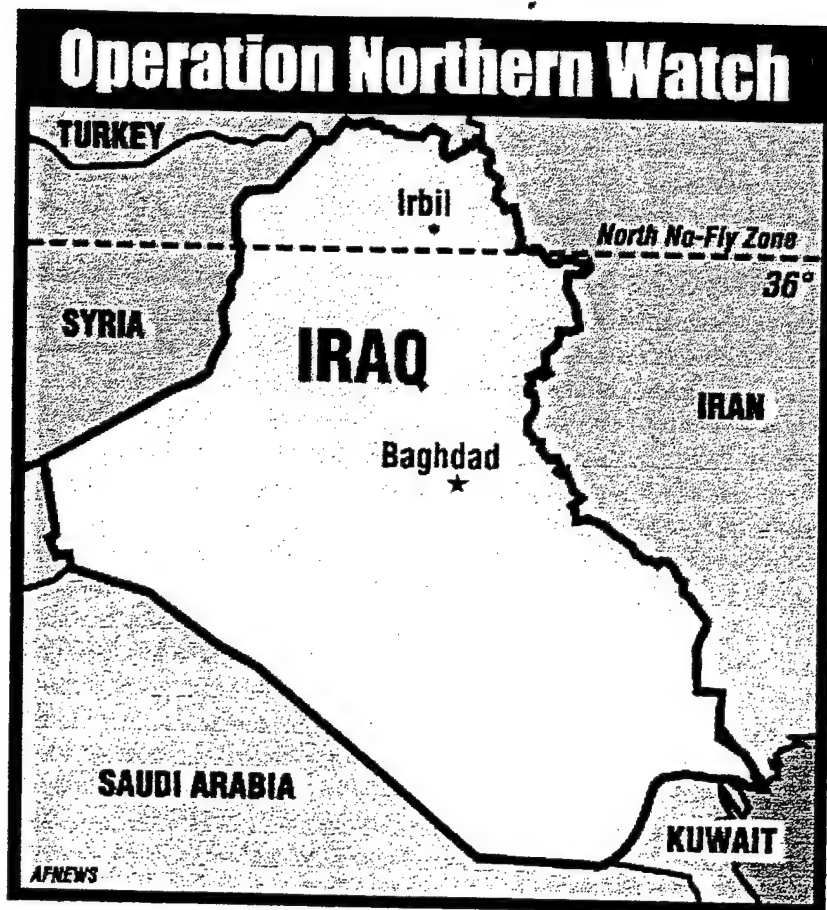 Operation Northern Watch
TURKEY
Irbil
North No-Fly Zone
36°
SYRIA
IRAQ
IRAN
Baghdad
SAUDI ARABIA
KUWAIT
AFNEWS